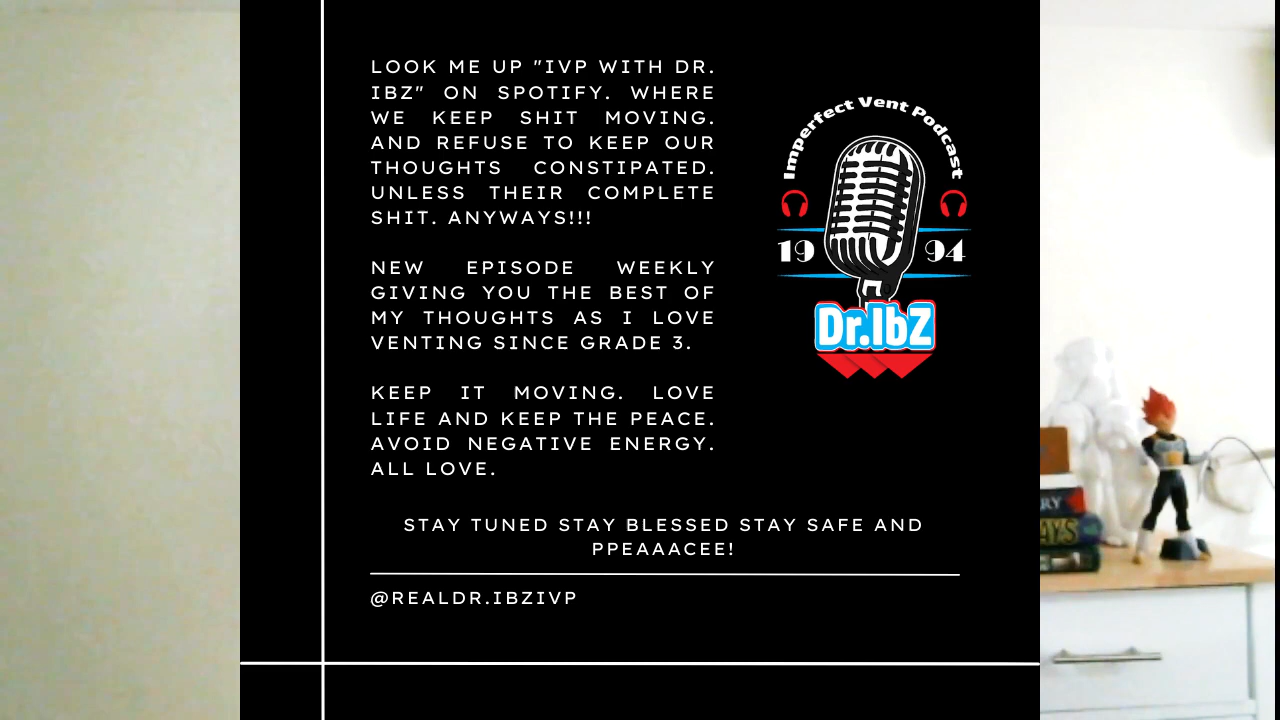 LOOK ME UP "IVP WITH DR.
IBZ" ON SPOTIFY. WHERE
WE KEEP SHIT MOVING.
AND REFUSE TO KEEP OUR
THOUGHTS CONSTIPATED.
UNLESS THEIR COMPLETE
SHIT. ANYWAYS!!!
NEW EPISODE WEEKLY
GIVING YOU THE BEST OF
MY THOUGHTS AS I LOVE
VENTING SINCE GRADE 3.
KEEP IT MOVING. LOVE
LIFE AND KEEP THE PEACE.
AVOID NEGATIVE ENERGY.
ALL LOVE.
Imperfect Vent Podcast
19 94
Dr.IbZ
STAY TUNED STAY BLESSED STAY SAFE AND
PPEAAACEE!
@REALDR.IBZIVP